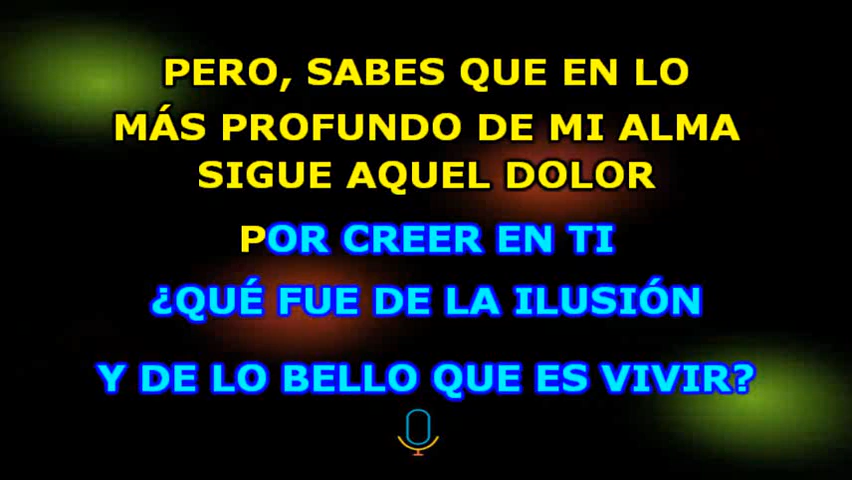 PERO, SABES QUE EN LO
MÁS PROFUNDO DE MI ALMA
SIGUE AQUEL DOLOR
POR CREER EN TI
¿QUÉ FUE DE LA ILUSIÓN
Y DE LO BELLO QUE ES VIVIR?